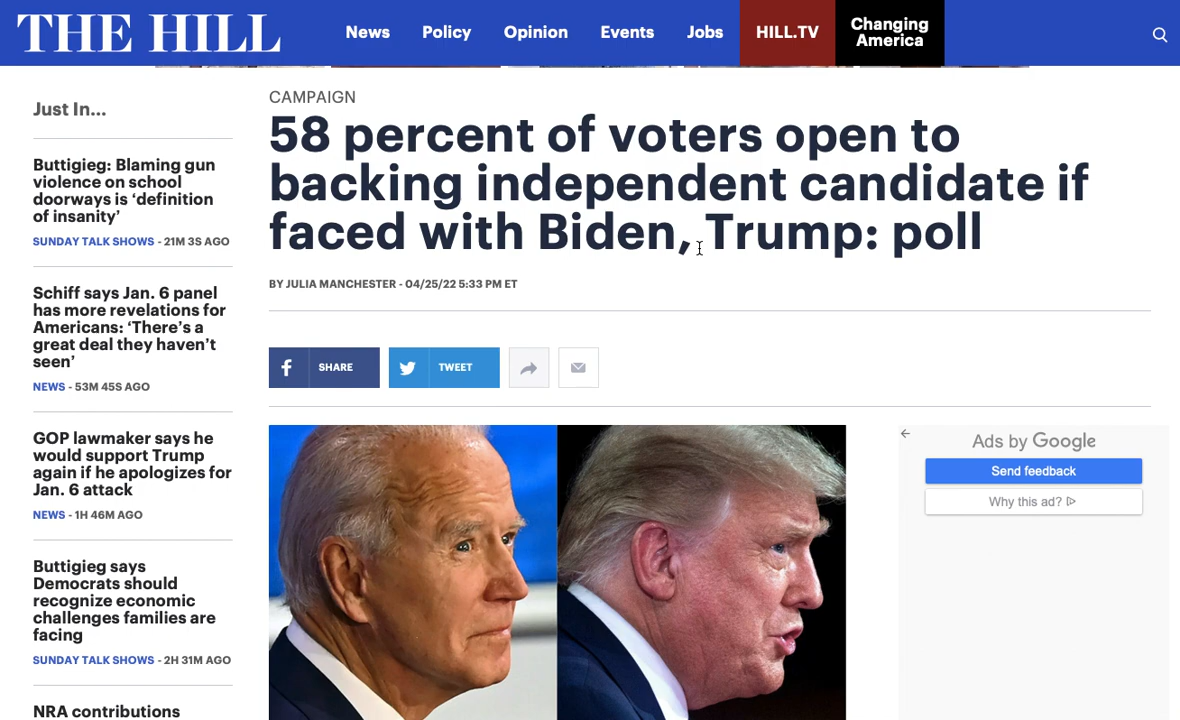 THE HILL
News
Policy
Opinion
Events
Jobs
HILL.TV
Changing
America
Just In...
Buttigieg: Blaming gun
violence on school
doorways is ‘definition
of insanity’
SUNDAY TALK SHOWS - 21M 3S AGO
Schiff says Jan. 6 panel
has more revelations for
Americans: ‘There’s a
great deal they haven’t
seen’
NEWS - 53M 45S AGO
GOP lawmaker says he
would support Trump
again if he apologizes for
Jan. 6 attack
NEWS - 1H 46M AGO
Buttigieg says
Democrats should
recognize economic
challenges families are
facing
SUNDAY TALK SHOWS - 2H 31M AGO
NRA contributions
CAMPAIGN
58 percent of voters open to
backing independent candidate if
faced with Biden, Trump: poll
BY JULIA MANCHESTER - 04/25/22 5:33 PM ET
SHARE
TWEET
Ads by Google
Send feedback
Why this ad?